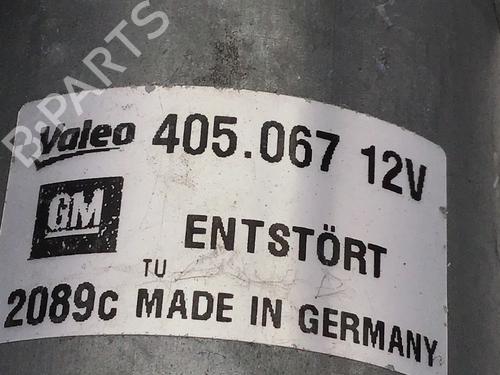 B-PARTS
Valeo 405.067 12V
GM ENTSTÖRT
TU
2089c MADE IN GERMANY